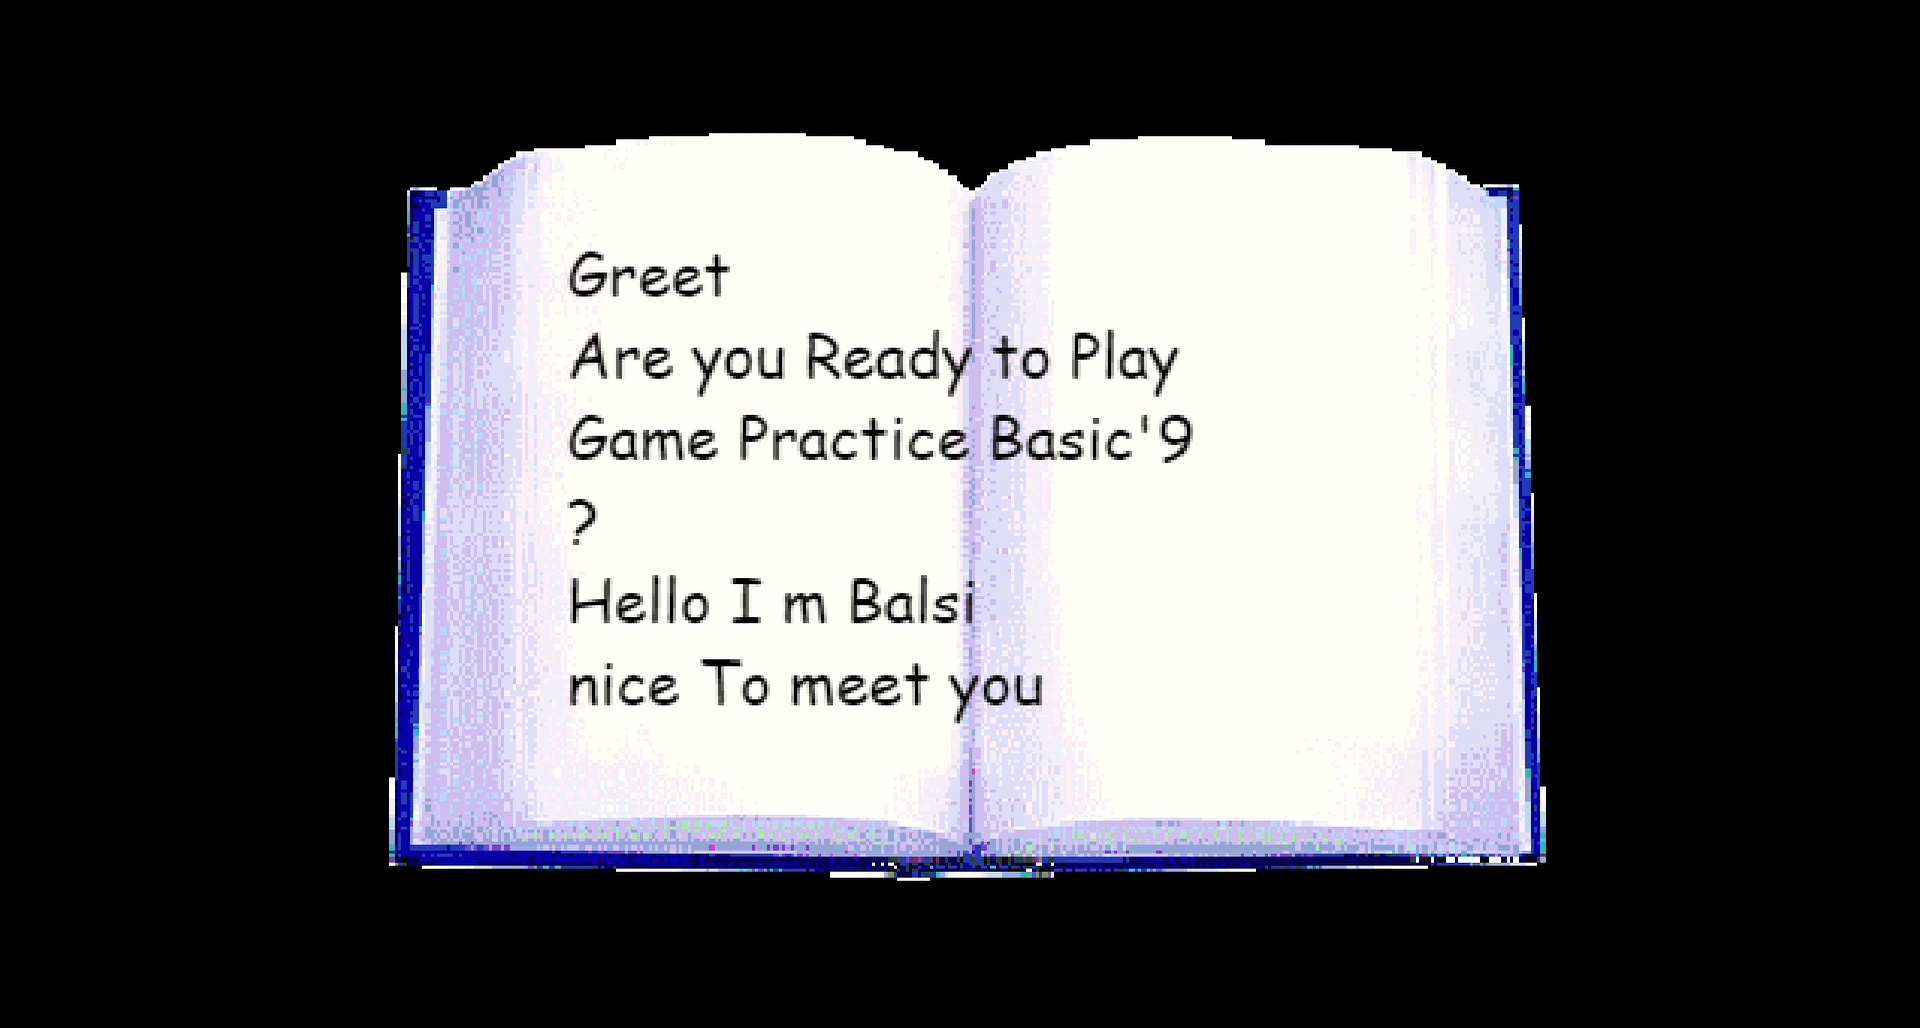 Greet
Are you Ready to Play
Game Practice Basic'9
?
Hello I m Balsi
nice To meet you